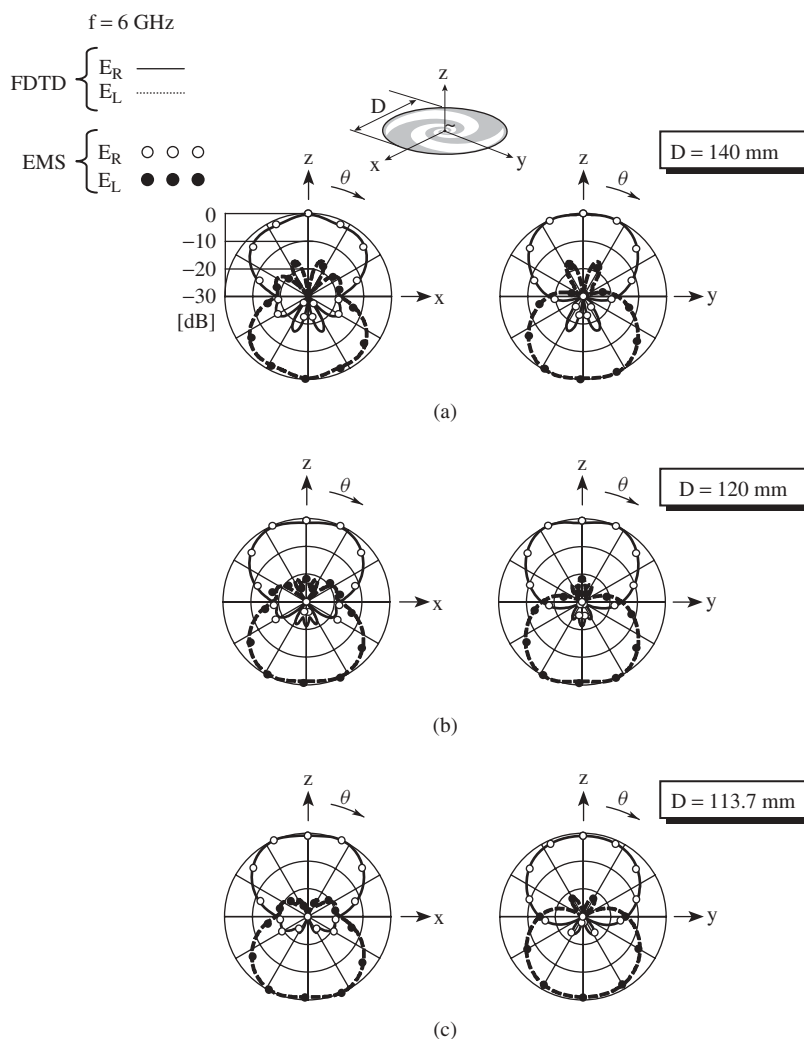 f = 6 GHz
FDTD { E_R
E_L
EMS { E_R
E_L
z
D
~
x
y
D = 140 mm
z
θ
0
−10
−20
−30
[dB]
x
z
θ
y
(a)
D = 120 mm
z
θ
x
z
θ
y
(b)
D = 113.7 mm
z
θ
x
z
θ
y
(c)